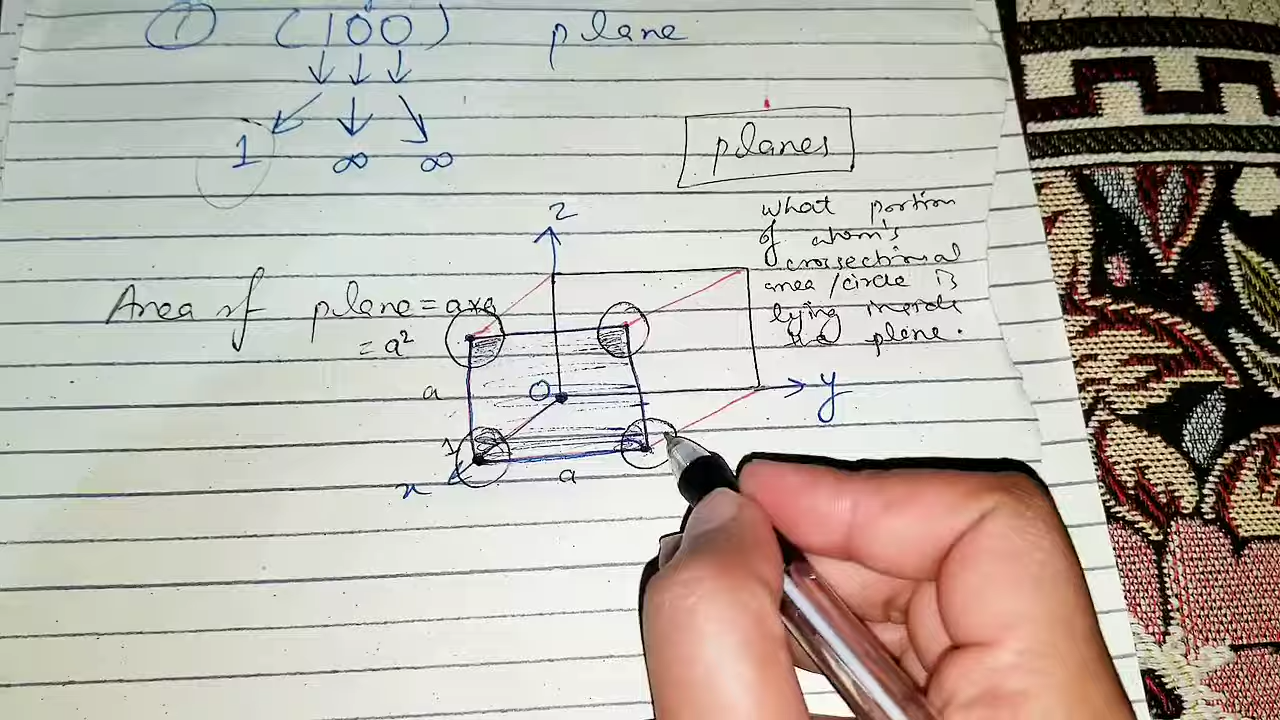 ① (100) plane
↓ ↓ ↓
1 ∞ ∞
planes
what portion
of atom's
crossectional
area/circle is
lying inside
the plane.
z
Area of plane = a×a
= a²
a
O
y
1
x
a